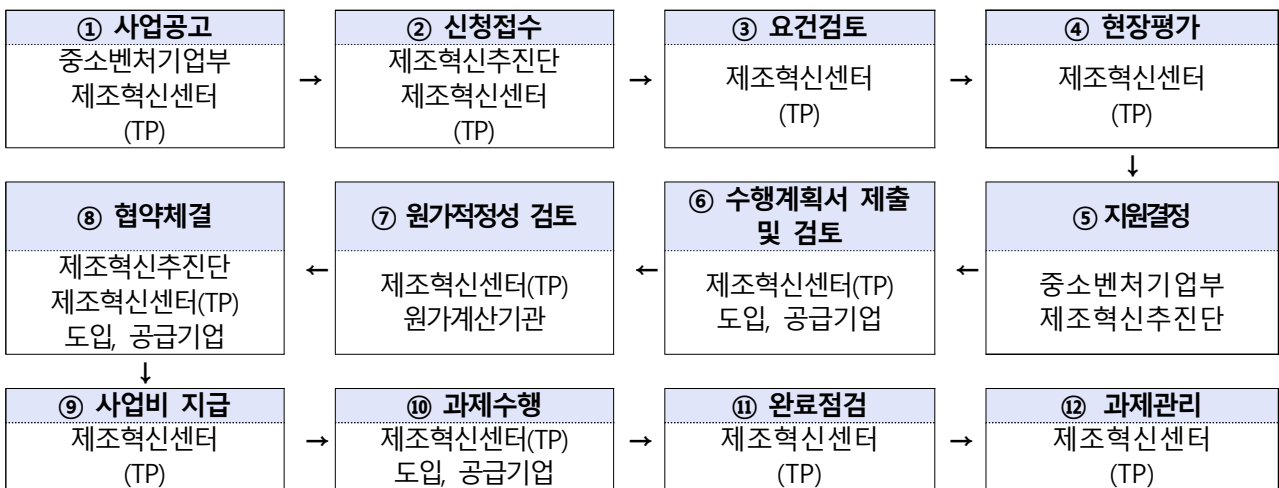 ① 사업공고
중소벤처기업부
제조혁신센터
(TP)
→
② 신청접수
제조혁신추진단
제조혁신센터
(TP)
→
③ 요건검토
제조혁신센터
(TP)
→
④ 현장평가
제조혁신센터
(TP)
↓
⑤ 지원결정
중소벤처기업부
제조혁신추진단
←
⑥ 수행계획서 제출
및 검토
제조혁신센터(TP)
도입, 공급기업
←
⑦ 원가적정성 검토
제조혁신센터(TP)
원가계산기관
←
⑧ 협약체결
제조혁신추진단
제조혁신센터(TP)
도입, 공급기업
↓
⑨ 사업비 지급
제조혁신센터
(TP)
→
⑩ 과제수행
제조혁신센터(TP)
도입, 공급기업
→
⑪ 완료점검
제조혁신센터
(TP)
→
⑫ 과제관리
제조혁신센터
(TP)